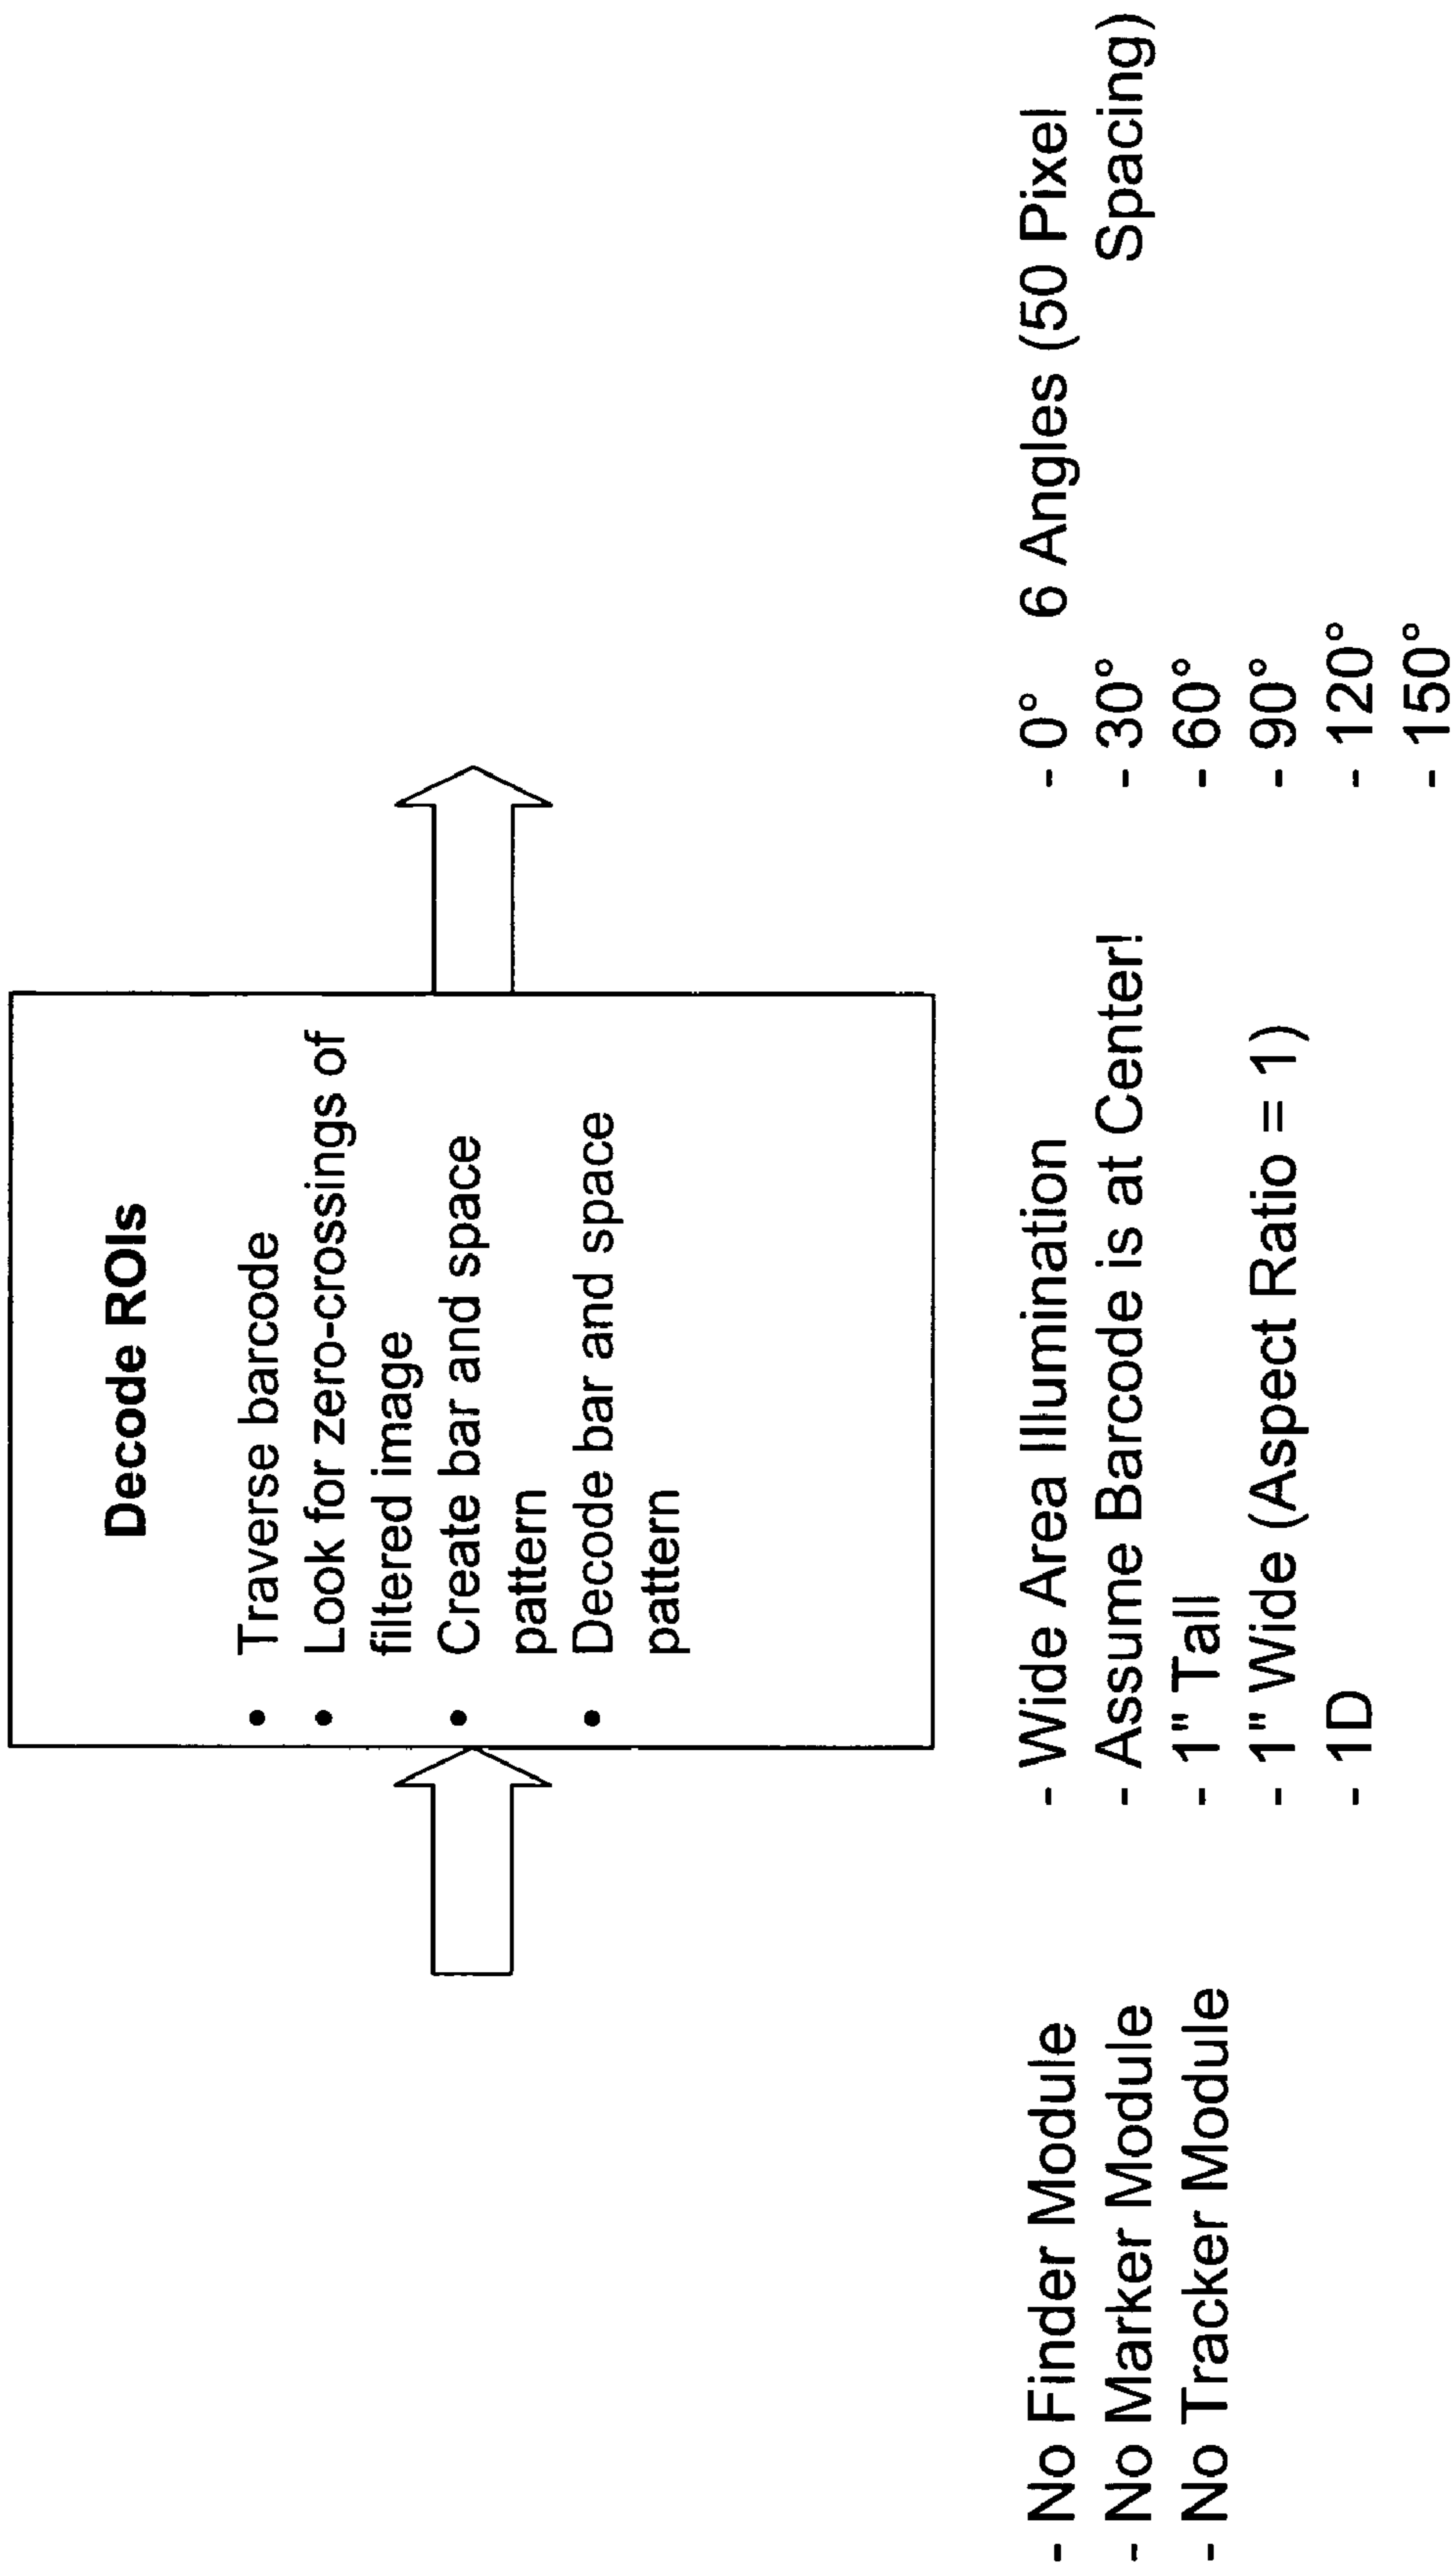 Decode ROIs
• Traverse barcode
• Look for zero-crossings of
filtered image
• Create bar and space
pattern
• Decode bar and space
pattern
- No Finder Module
- No Marker Module
- No Tracker Module
- Wide Area Illumination
- Assume Barcode is at Center!
- 1" Tall
- 1" Wide (Aspect Ratio = 1)
- 1D
- 0° 6 Angles (50 Pixel
- 30° Spacing)
- 60°
- 90°
- 120°
- 150°